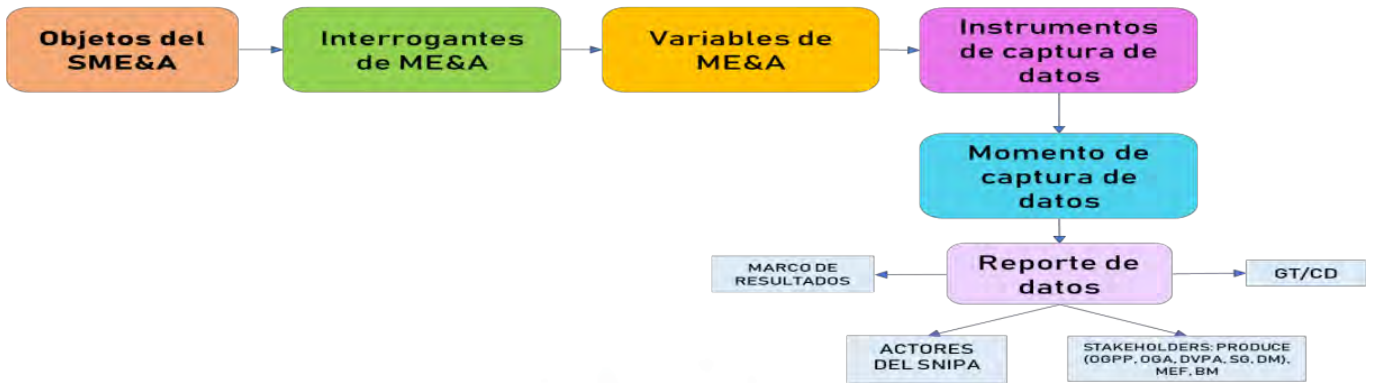 Objetos del
SME&A
Interrogantes
de ME&A
Variables de
ME&A
Instrumentos
de captura de
datos
Momento de
captura de
datos
Reporte de
datos
MARCO DE
RESULTADOS
GT/CD
ACTORES
DEL SNIPA
STAKEHOLDERS: PRODUCE
(OGPP, OGA, DVPA, SG, DM),
MEF, BM